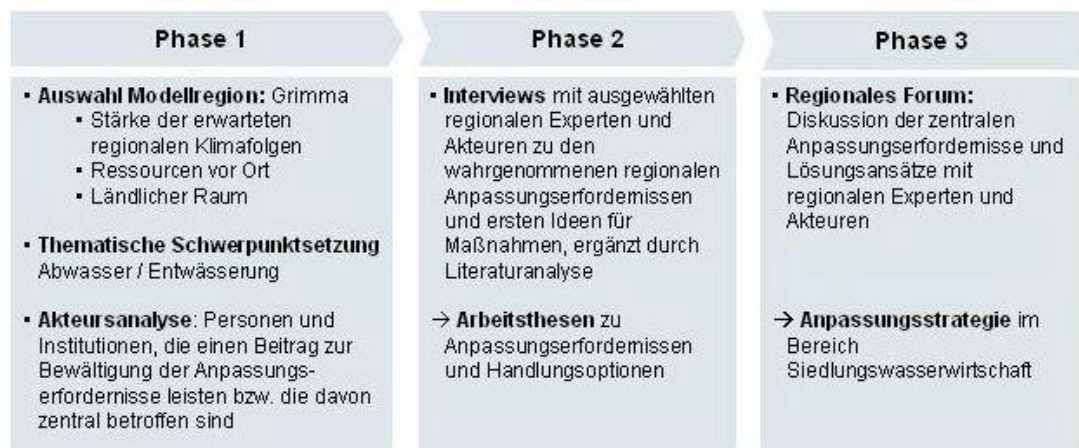 Phase 1
▪ Auswahl Modellregion: Grimma
▪ Stärke der erwarteten
regionalen Klimafolgen
▪ Ressourcen vor Ort
▪ Ländlicher Raum
▪ Thematische Schwerpunktsetzung
Abwasser / Entwässerung
▪ Akteursanalyse: Personen und
Institutionen, die einen Beitrag zur
Bewältigung der Anpassungs-
erfordernisse leisten bzw. die davon
zentral betroffen sind
Phase 2
▪ Interviews mit ausgewählten
regionalen Experten und
Akteuren zu den
wahrgenommenen regionalen
Anpassungserfordernissen
und ersten Ideen für
Maßnahmen, ergänzt durch
Literaturanalyse
→ Arbeitsthesen zu
Anpassungserfordernissen
und Handlungsoptionen
Phase 3
▪ Regionales Forum:
Diskussion der zentralen
Anpassungserfordernisse und
Lösungsansätze mit
regionalen Experten und
Akteuren
→ Anpassungsstrategie im
Bereich
Siedlungswasserwirtschaft